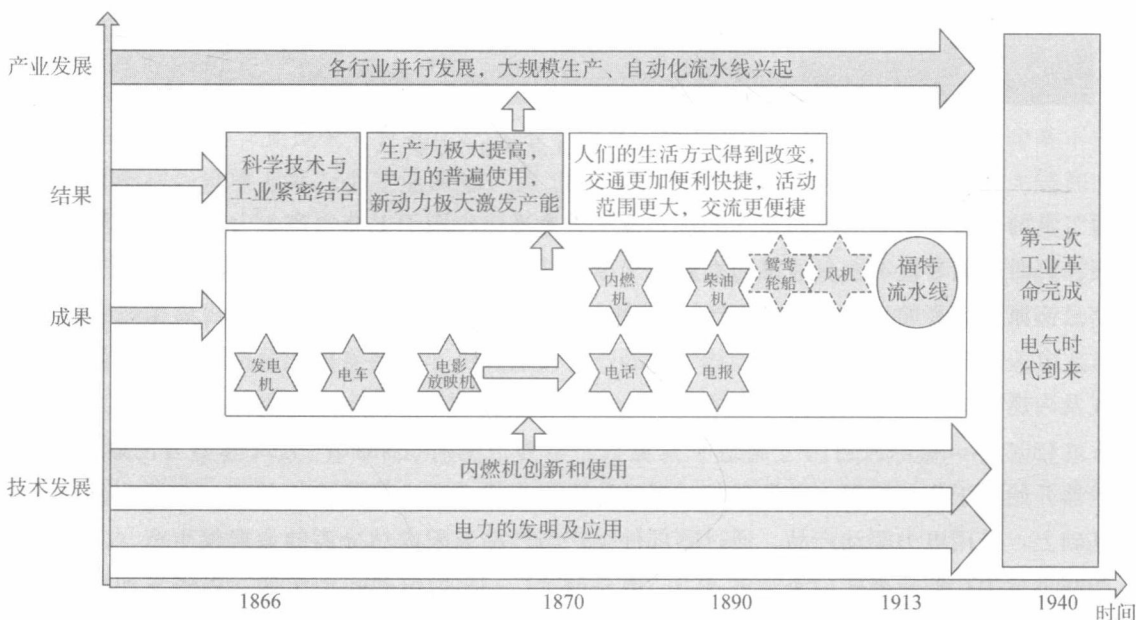 产业发展
各行业并行发展，大规模生产、自动化流水线兴起
结果
科学技术与
工业紧密结合
生产力极大提高，
电力的普遍使用，
新动力极大激发产能
人们的生活方式得到改变，
交通更加便利快捷，活动
范围更大，交流更便捷
成果
内燃
机
柴油
机
鸳鸯
轮船
风机
福特
流水线
发电
机
电车
电影
放映机
电话
电报
第二次
工业革
命完成
电气时
代到来
技术发展
内燃机创新和使用
电力的发明及应用
1866
1870
1890
1913
1940
时间